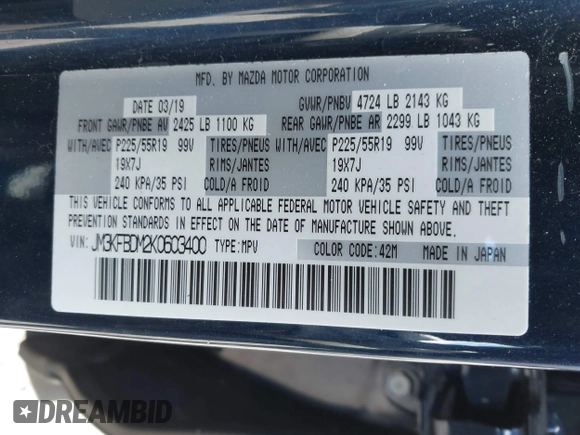 MFD. BY MAZDA MOTOR CORPORATION
DATE 03/19 GVWR/PNBV 4724 LB 2143 KG
FRONT GAWR/PNBE AV 2425 LB 1100 KG REAR GAWR/PNBE AR 2299 LB 1043 KG
WITH/AVEC P225/55R19 99V TIRES/PNEUS WITH/AVEC P225/55R19 99V TIRES/PNEUS
19X7J RIMS/JANTES 19X7J RIMS/JANTES
240 KPA/35 PSI COLD/A FROID 240 KPA/35 PSI COLD/A FROID
THIS VEHICLE CONFORMS TO ALL APPLICABLE FEDERAL MOTOR VEHICLE SAFETY AND THEFT
PREVENTION STANDARDS IN EFFECT ON THE DATE OF MANUFACTURE SHOWN ABOVE.
VIN: JM3KFBDM2K0603400 TYPE: MPV COLOR CODE: 42M MADE IN JAPAN
DREAMBID